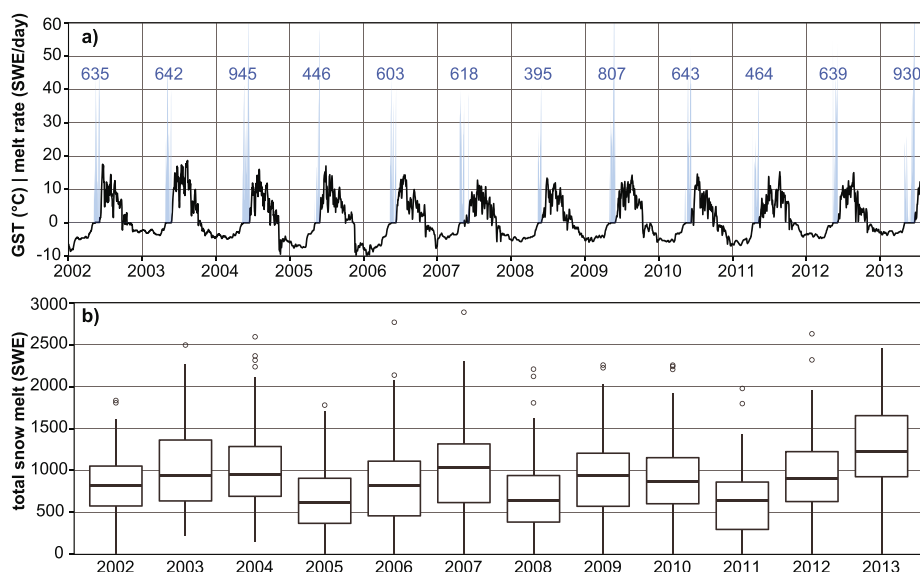 60
a)
50
635 642 945 446 603 618 395 807 643 464 639 930
40
30
20
10
0
-10
GST (°C) | melt rate (SWE/day)
2002 2003 2004 2005 2006 2007 2008 2009 2010 2011 2012 2013
3000
b)
2500
2000
1500
1000
500
0
total snow melt (SWE)
2002 2003 2004 2005 2006 2007 2008 2009 2010 2011 2012 2013